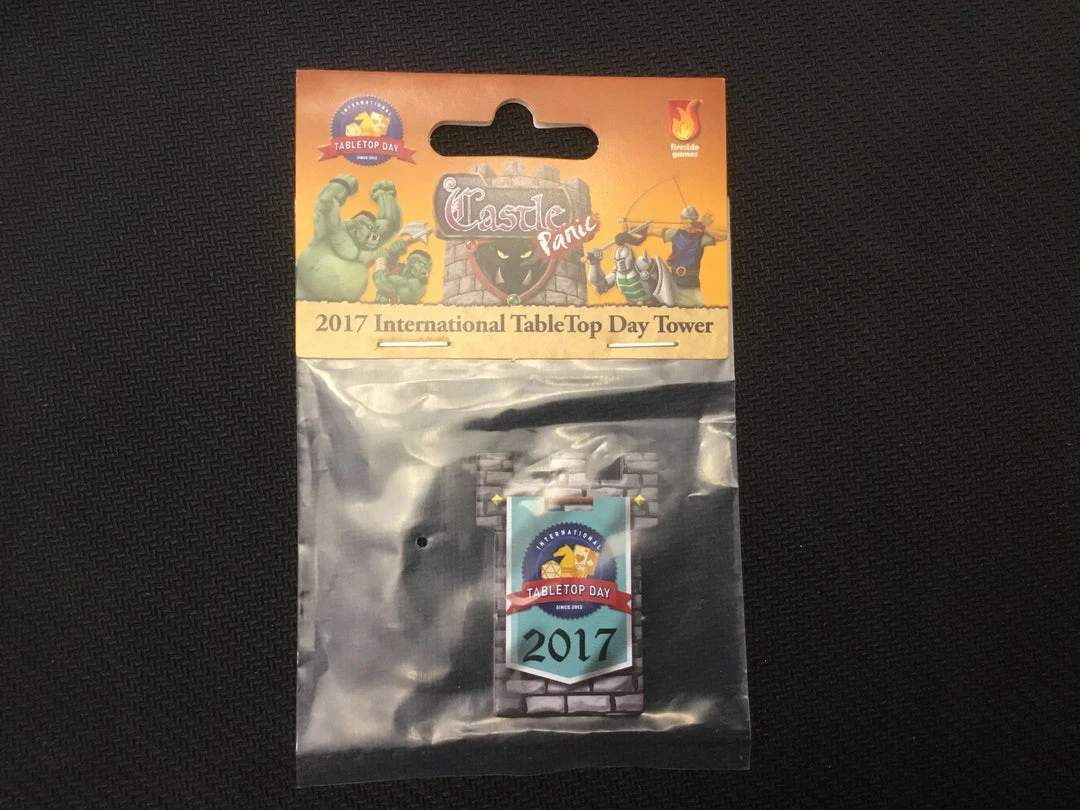 INTERNATIONAL
TABLETOP DAY
SINCE 2012
fireside
games
Castle
Panic
2017 International TableTop Day Tower
INTERNATIONAL
TABLETOP DAY
SINCE 2012
2017